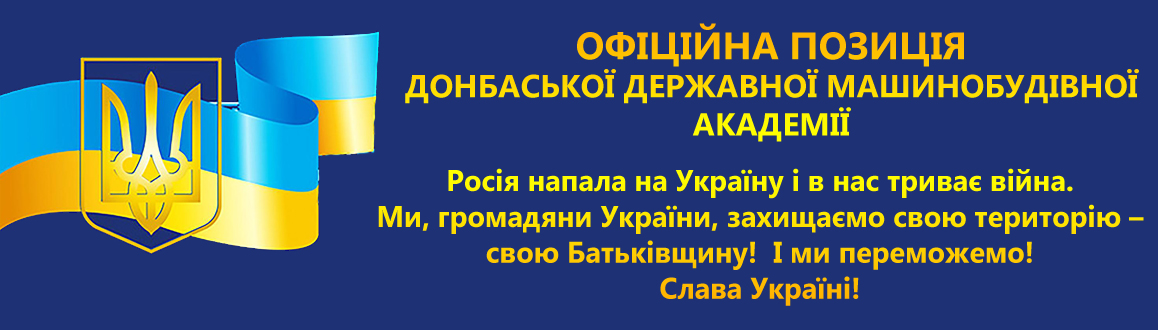 ОФІЦІЙНА ПОЗИЦІЯ
ДОНБАСЬКОЇ ДЕРЖАВНОЇ МАШИНОБУДІВНОЇ
АКАДЕМІЇ
Росія напала на Україну і в нас триває війна.
Ми, громадяни України, захищаємо свою територію –
свою Батьківщину! І ми переможемо!
Слава Україні!